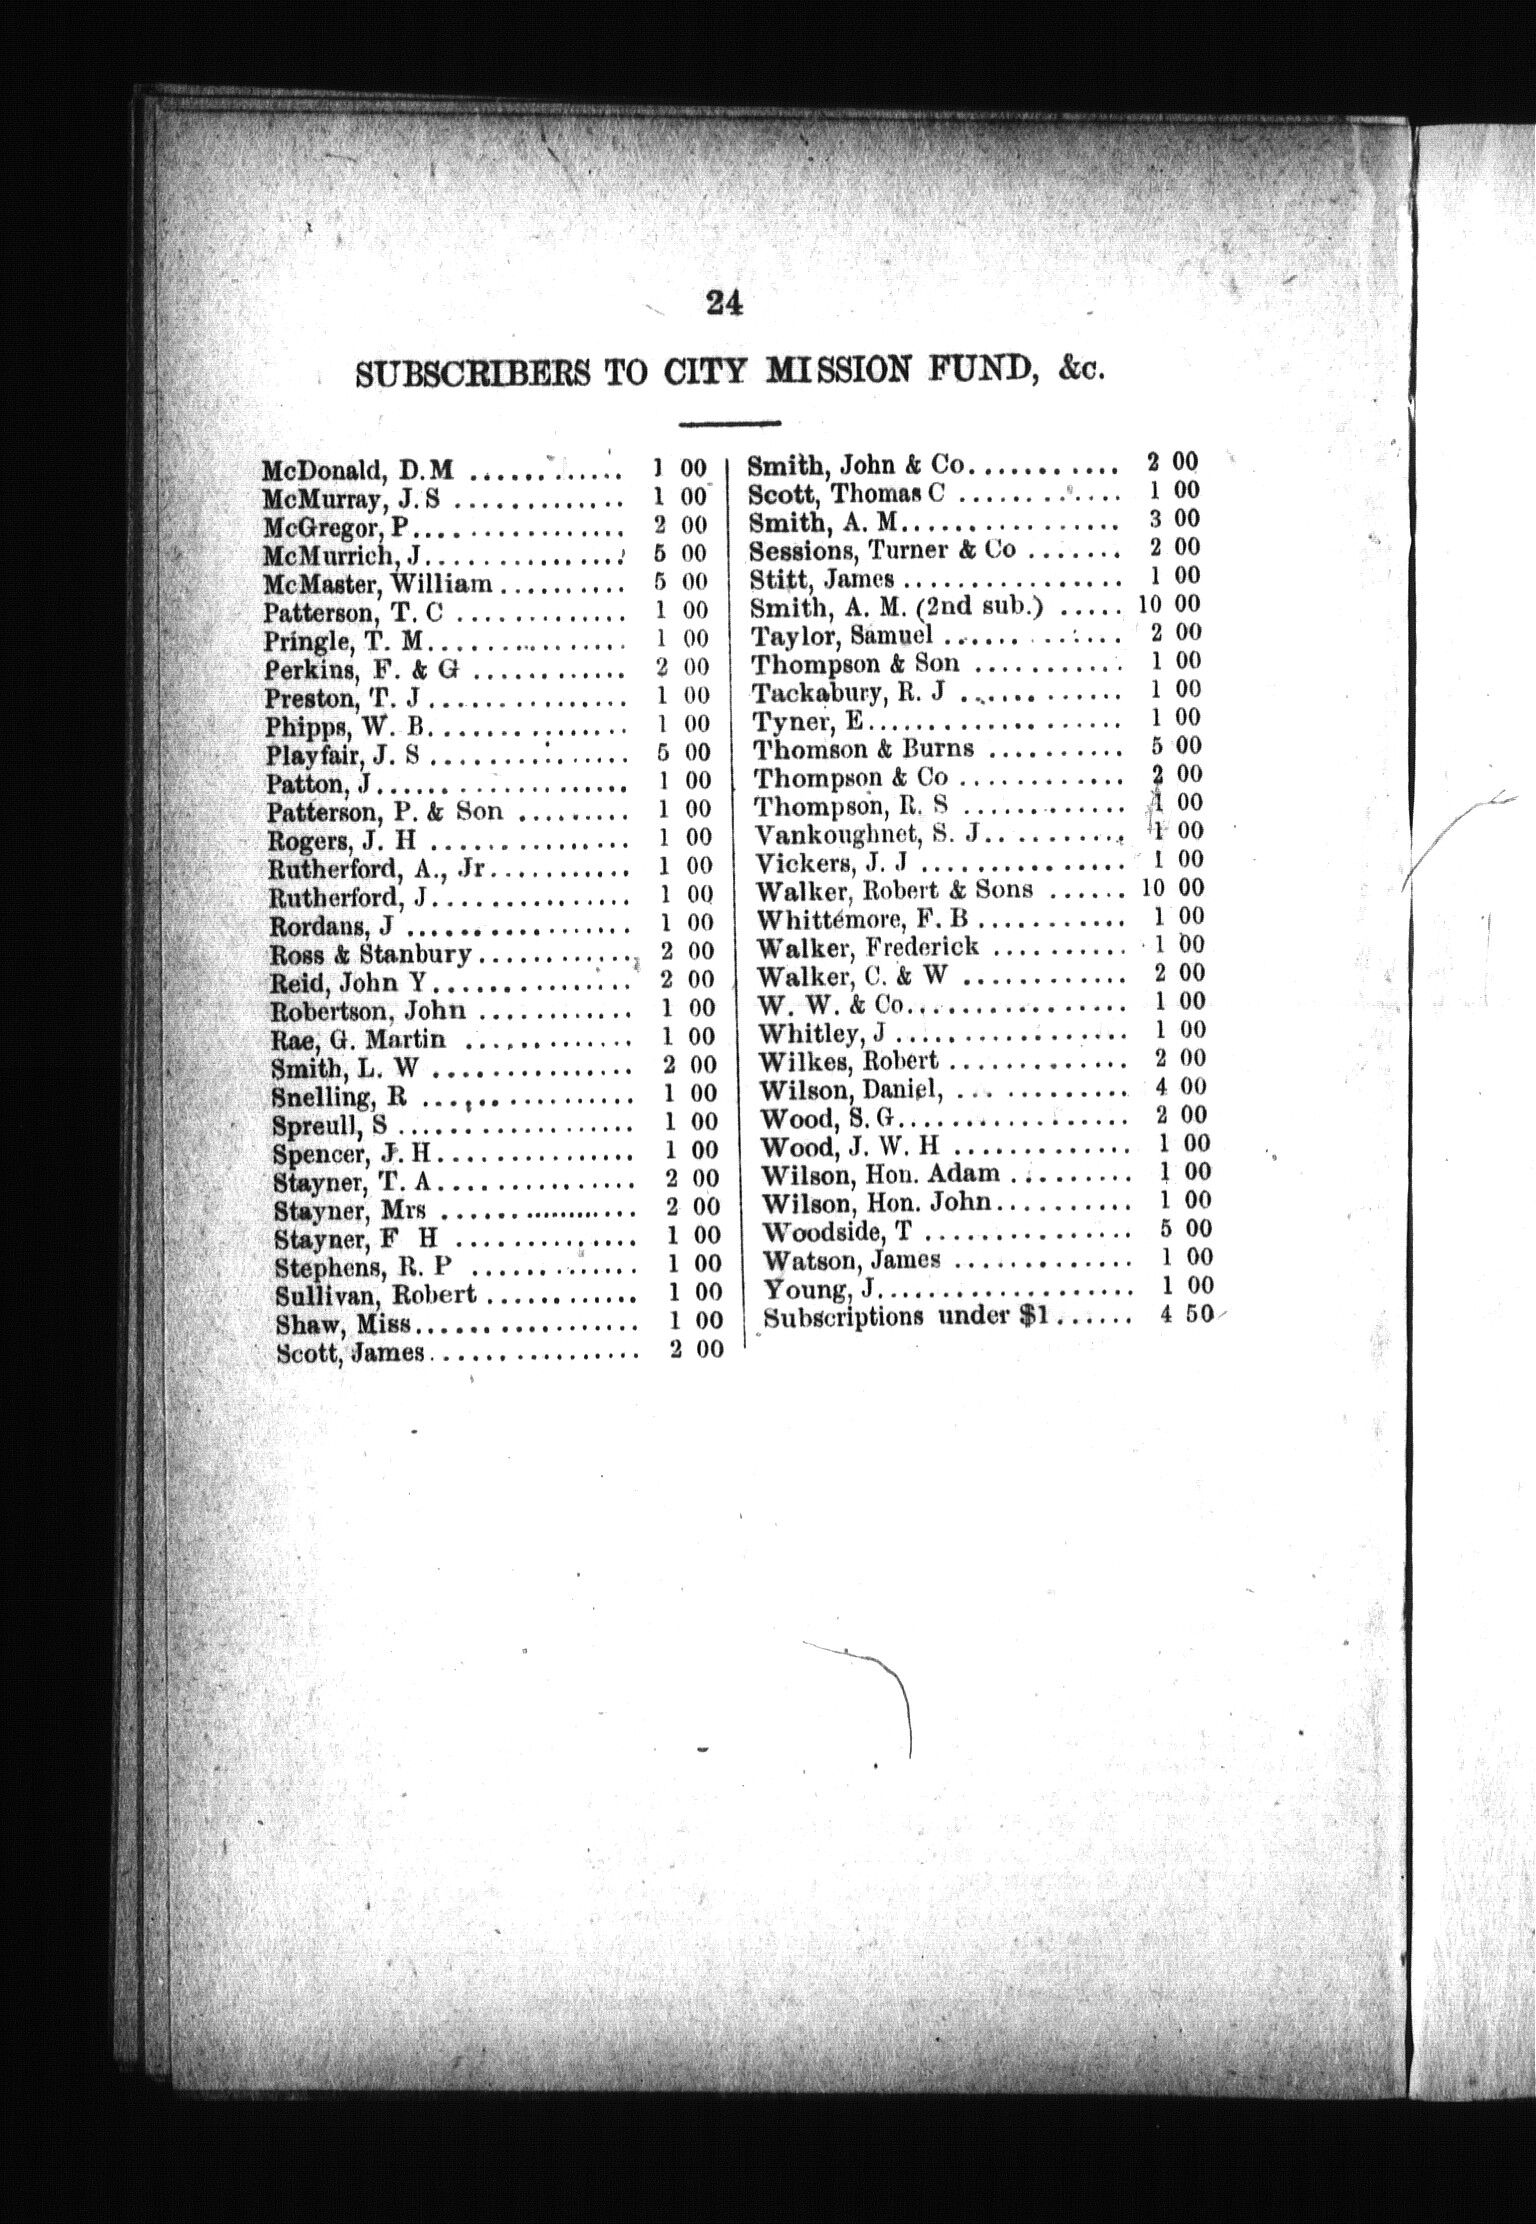 24
SUBSCRIBERS TO CITY MISSION FUND, &c.
McDonald, D. M ............ 1 00
McMurray, J. S ............. 1 00
McGregor, P................ 2 00
McMurrich, J............... 5 00
McMaster, William.......... 5 00
Patterson, T. C ............. 1 00
Pringle, T. M............... 1 00
Perkins, F. & G ............ 2 00
Preston, T. J............... 1 00
Phipps, W. B............... 1 00
Playfair, J. S ............... 5 00
Patton, J................... 1 00
Patterson, P. & Son ......... 1 00
Rogers, J. H ............... 1 00
Rutherford, A., Jr........... 1 00
Rutherford, J............... 1 00
Rordans, J ................. 1 00
Ross & Stanbury............ 2 00
Reid, John Y............... 2 00
Robertson, John ............ 1 00
Rae, G. Martin ............. 1 00
Smith, L. W ............... 2 00
Snelling, R ................ 1 00
Spreull, S .................. 1 00
Spencer, J. H............... 1 00
Stayner, T. A............... 2 00
Stayner, Mrs ............... 2 00
Stayner, F H .............. 1 00
Stephens, R. P ............. 1 00
Sullivan, Robert ............ 1 00
Shaw, Miss................. 1 00
Scott, James................ 2 00
Smith, John & Co........... 2 00
Scott, Thomas C ............ 1 00
Smith, A. M................ 3 00
Sessions, Turner & Co ....... 2 00
Stitt, James ................ 1 00
Smith, A. M. (2nd sub.) ..... 10 00
Taylor, Samuel ............. 2 00
Thompson & Son ........... 1 00
Tackabury, R. J ............ 1 00
Tyner, E................... 1 00
Thomson & Burns .......... 5 00
Thompson & Co ............ 2 00
Thompson, R. S ............ 1 00
Vankoughnet, S. J........... 1 00
Vickers, J. J ................ 1 00
Walker, Robert & Sons ...... 10 00
Whittemore, F. B ........... 1 00
Walker, Frederick .......... 1 00
Walker, C. & W ............ 2 00
W. W. & Co................ 1 00
Whitley, J .................. 1 00
Wilkes, Robert ............. 2 00
Wilson, Daniel, ............. 4 00
Wood, S. G................. 2 00
Wood, J. W. H ............. 1 00
Wilson, Hon. Adam ......... 1 00
Wilson, Hon. John.......... 1 00
Woodside, T ............... 5 00
Watson, James ............. 1 00
Young, J................... 1 00
Subscriptions under $1...... 4 50